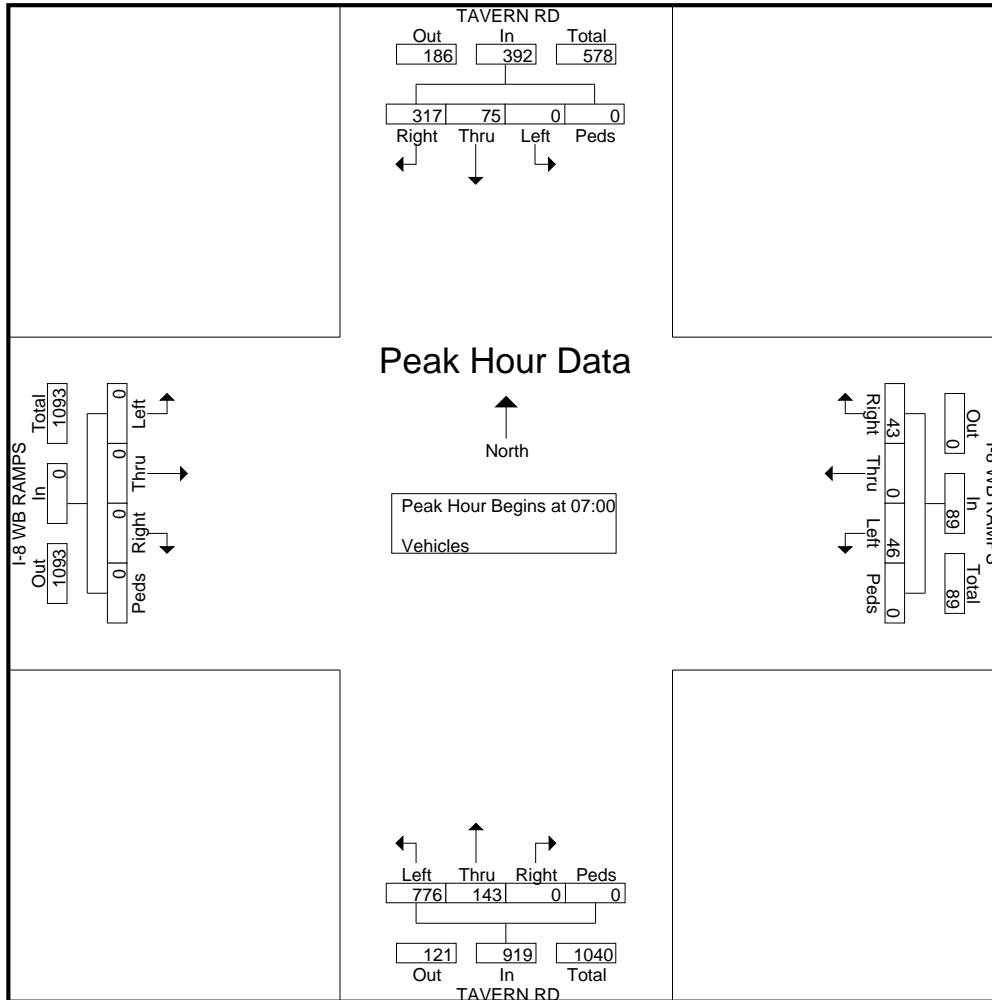 TAVERN RD
Out In Total
186 392 578
317 75 0 0
Right Thru Left Peds
Peak Hour Data
North
Peak Hour Begins at 07:00
Vehicles
I-8 WB RAMPS
Total In Out
1093 0 1093
0 0 0 0
Left Thru Right Peds
Right Thru Left Peds
43 0 46 0
Out In Total
0 89 89
I-8 WB RAMPS
Left Thru Right Peds
776 143 0 0
121 919 1040
Out In Total
TAVERN RD